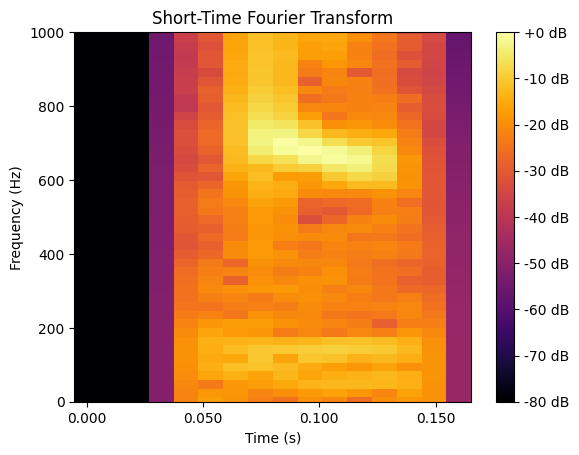 Short-Time Fourier Transform
Frequency (Hz)
1000
800
600
400
200
0
0.000
0.050
0.100
0.150
Time (s)
+0 dB
-10 dB
-20 dB
-30 dB
-40 dB
-50 dB
-60 dB
-70 dB
-80 dB